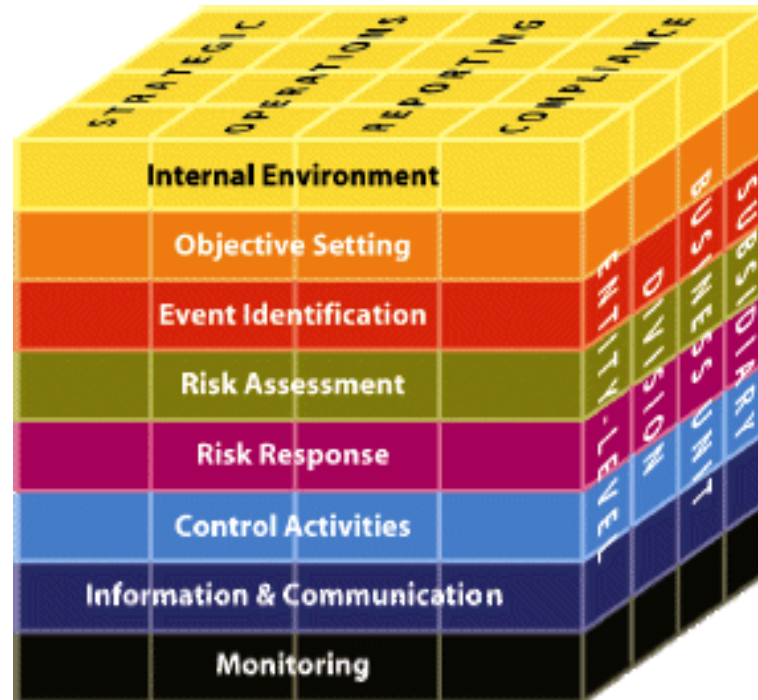 STRATEGIC
OPERATIONS
REPORTING
COMPLIANCE
Internal Environment
Objective Setting
Event Identification
Risk Assessment
Risk Response
Control Activities
Information & Communication
Monitoring
ENTITY-LEVEL
DIVISION
BUSINESS UNIT
SUBSIDIARY